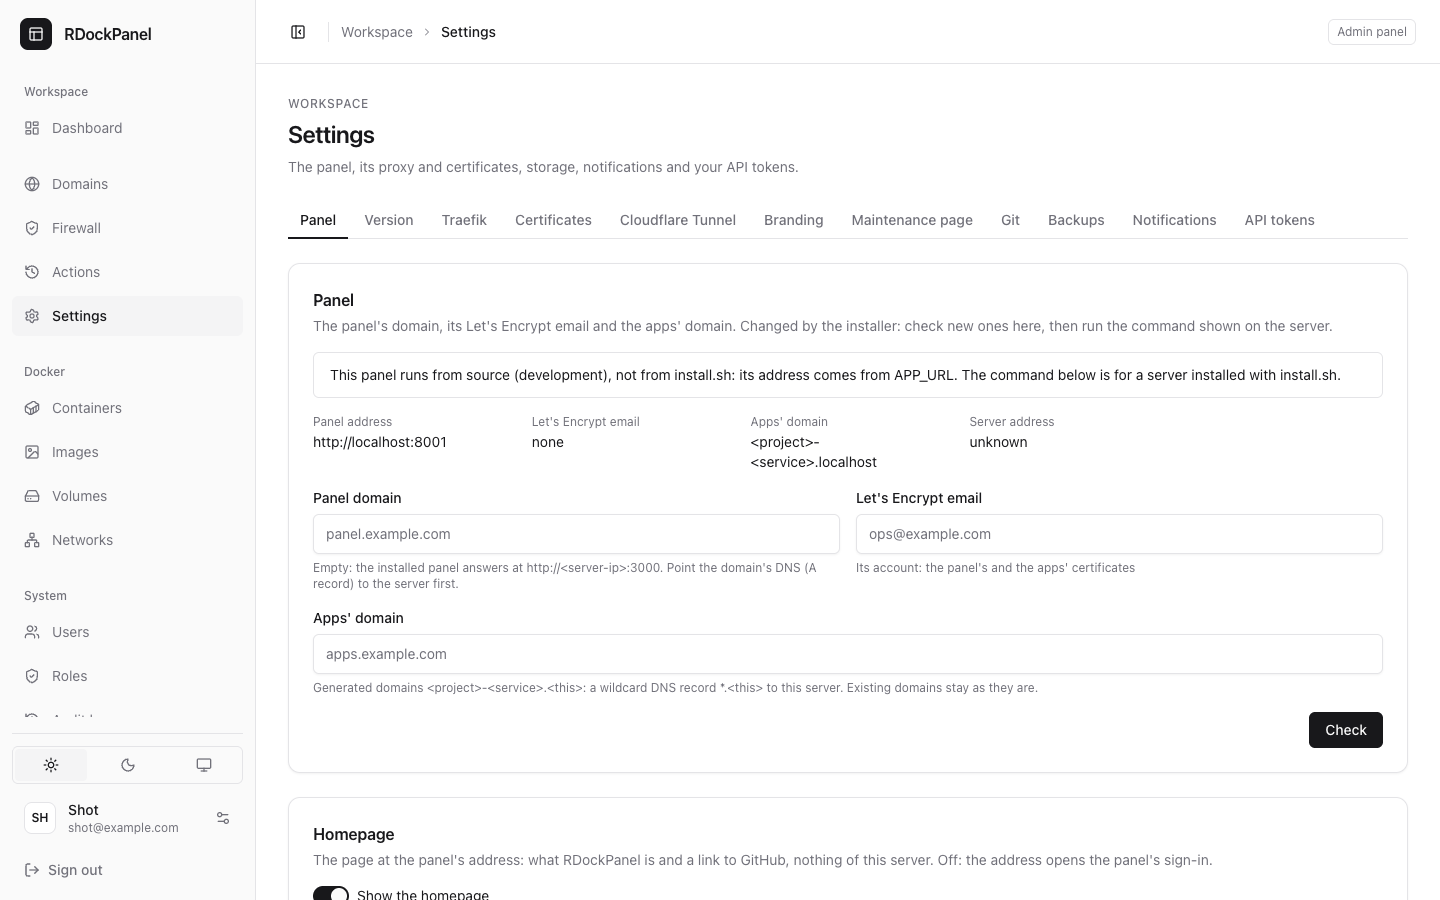 RDockPanel
Workspace
Dashboard
Domains
Firewall
Actions
Settings
Docker
Containers
Images
Volumes
Networks
System
Users
Roles
SH
Shot
shot@example.com
Sign out
Workspace
Settings
Admin panel
WORKSPACE
Settings
The panel, its proxy and certificates, storage, notifications and your API tokens.
Panel
Version
Traefik
Certificates
Cloudflare Tunnel
Branding
Maintenance page
Git
Backups
Notifications
API tokens
Panel
The panel's domain, its Let's Encrypt email and the apps' domain. Changed by the installer: check new ones here, then run the command shown on the server.
This panel runs from source (development), not from install.sh: its address comes from APP_URL. The command below is for a server installed with install.sh.
Panel address
http://localhost:8001
Let's Encrypt email
none
Apps' domain
<project>-
<service>.localhost
Server address
unknown
Panel domain
panel.example.com
Empty: the installed panel answers at http://<server-ip>:3000. Point the domain's DNS (A
record) to the server first.
Let's Encrypt email
ops@example.com
Its account: the panel's and the apps' certificates
Apps' domain
apps.example.com
Generated domains <project>-<service>.<this>: a wildcard DNS record *.<this> to this server. Existing domains stay as they are.
Check
Homepage
The page at the panel's address: what RDockPanel is and a link to GitHub, nothing of this server. Off: the address opens the panel's sign-in.
Show the homepage